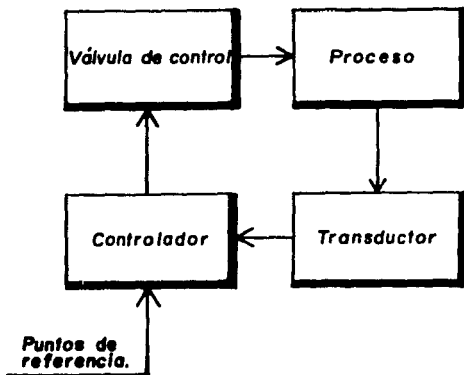 Válvula de control
Proceso
Controlador
Transductor
Puntos de
referencia.